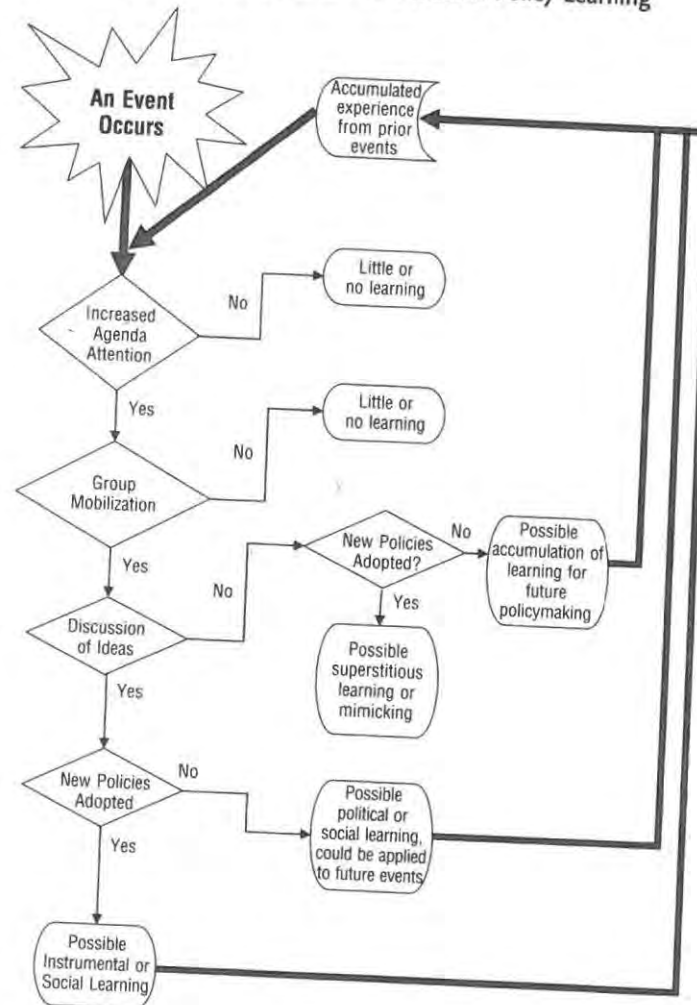 Policy Learning
An Event
Occurs
Accumulated
experience
from prior
events
No
Little or
no learning
Increased
Agenda
Attention
Yes
No
Little or
no learning
Group
Mobilization
Yes
No
New Policies
Adopted?
No
Possible
accumulation of
learning for
future
policymaking
Discussion
of Ideas
Yes
Possible
superstitious
learning or
mimicking
Yes
New Policies
Adopted
No
Possible
political or
social learning,
could be applied
to future events
Yes
Possible
Instrumental or
Social Learning